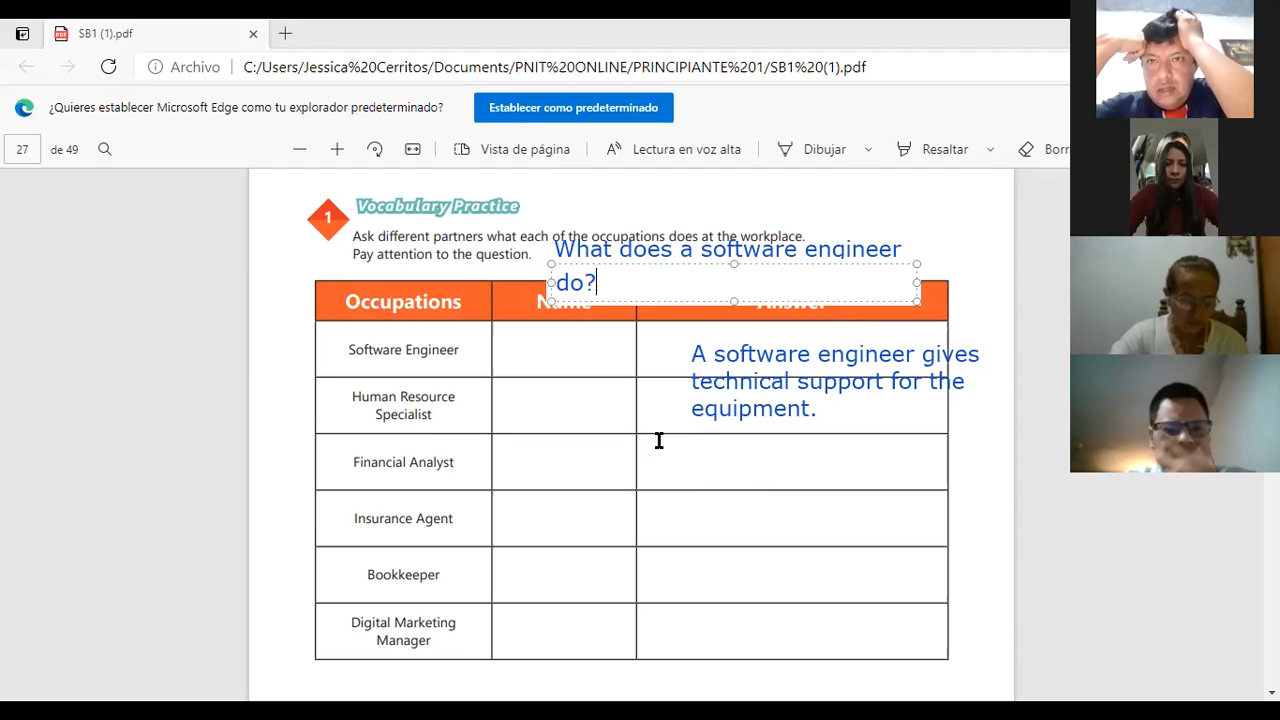 SB1 (1).pdf
Archivo C:/Users/Jessica%20Cerritos/Documents/PNIT%20ONLINE/PRINCIPIANTE%201/SB1%20(1).pdf
¿Quieres establecer Microsoft Edge como tu explorador predeterminado? Establecer como predeterminado
27 de 49 Vista de página Lectura en voz alta Dibujar Resaltar Borr
1 Vocabulary Practice
Ask different partners what each of the occupations does at the workplace.
Pay attention to the question.
What does a software engineer
do?
Occupations Name Answer
Software Engineer
A software engineer gives
technical support for the
equipment.
Human Resource
Specialist
Financial Analyst
Insurance Agent
Bookkeeper
Digital Marketing
Manager